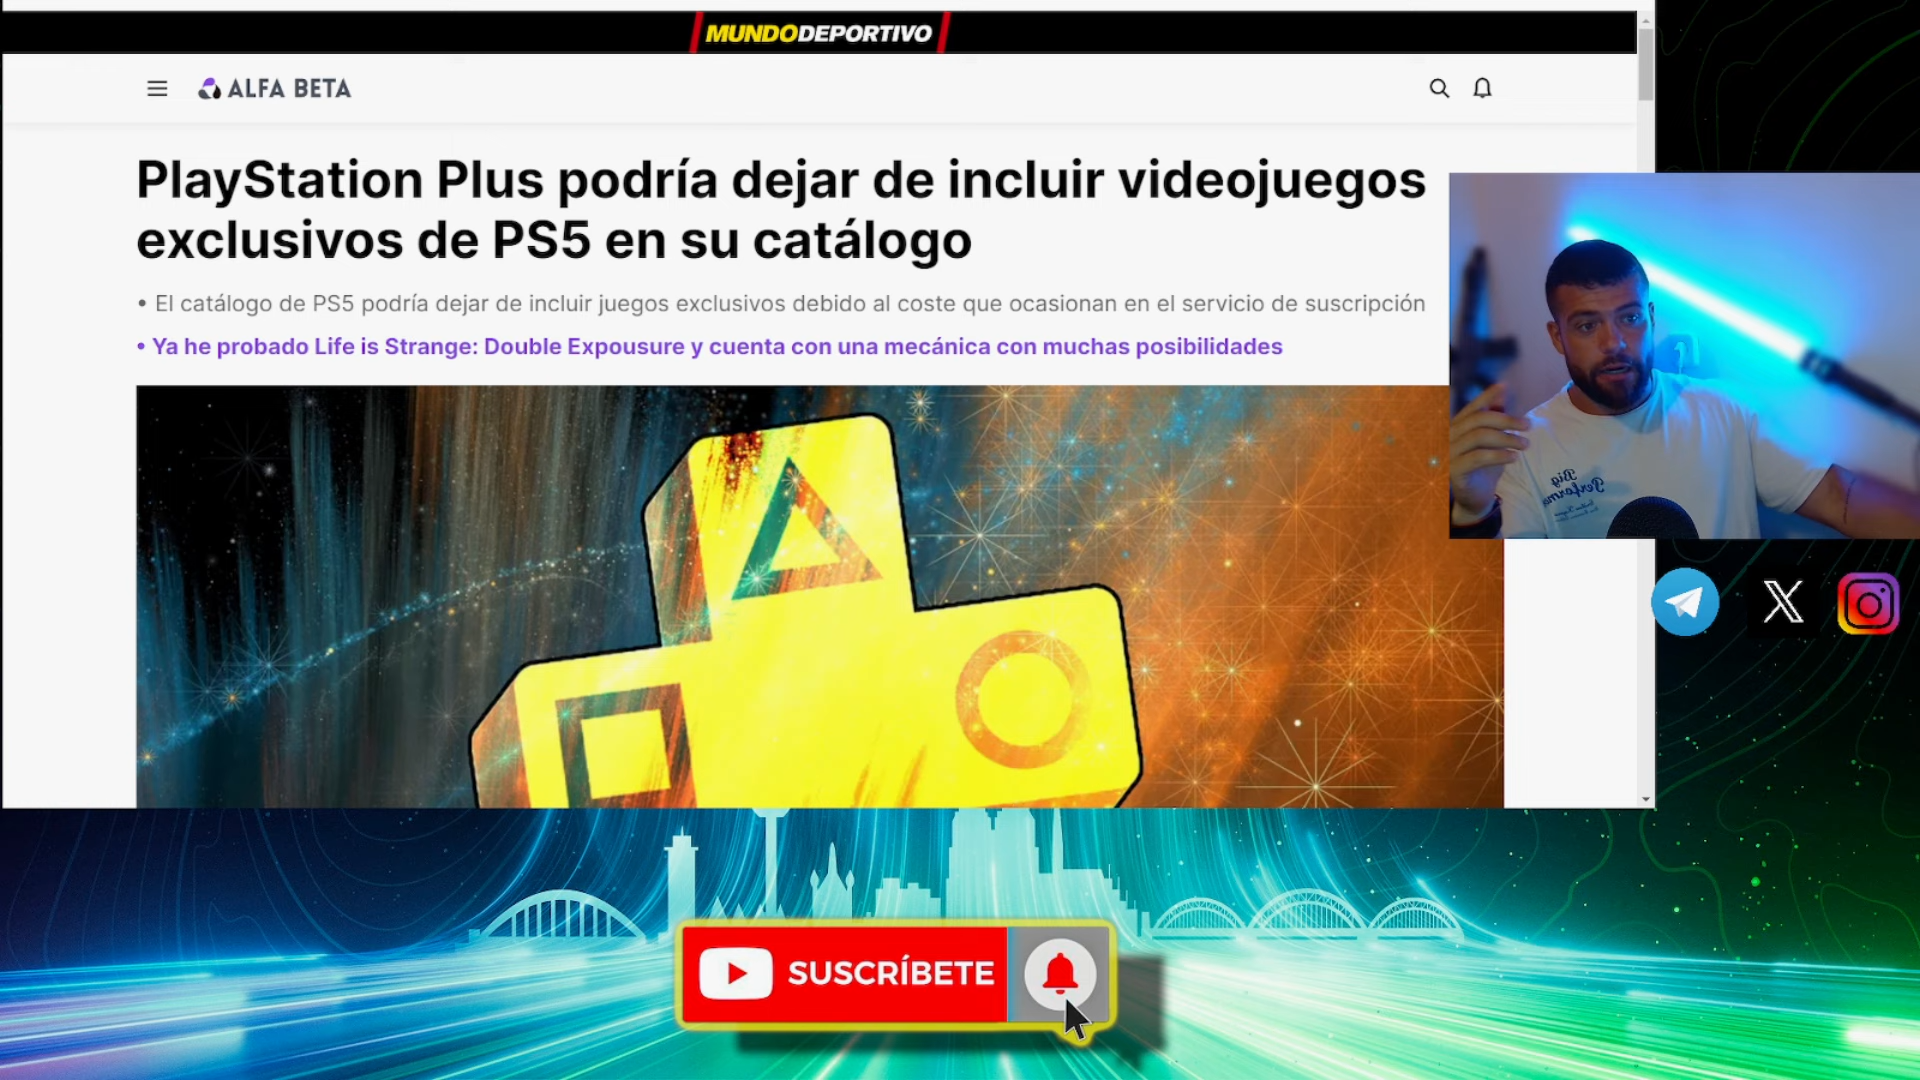 MUNDODEPORTIVO
ALFA BETA
PlayStation Plus podría dejar de incluir videojuegos
exclusivos de PS5 en su catálogo
• El catálogo de PS5 podría dejar de incluir juegos exclusivos debido al coste que ocasionan en el servicio de suscripción
• Ya he probado Life is Strange: Double Expousure y cuenta con una mecánica con muchas posibilidades
Big
SUSCRÍBETE